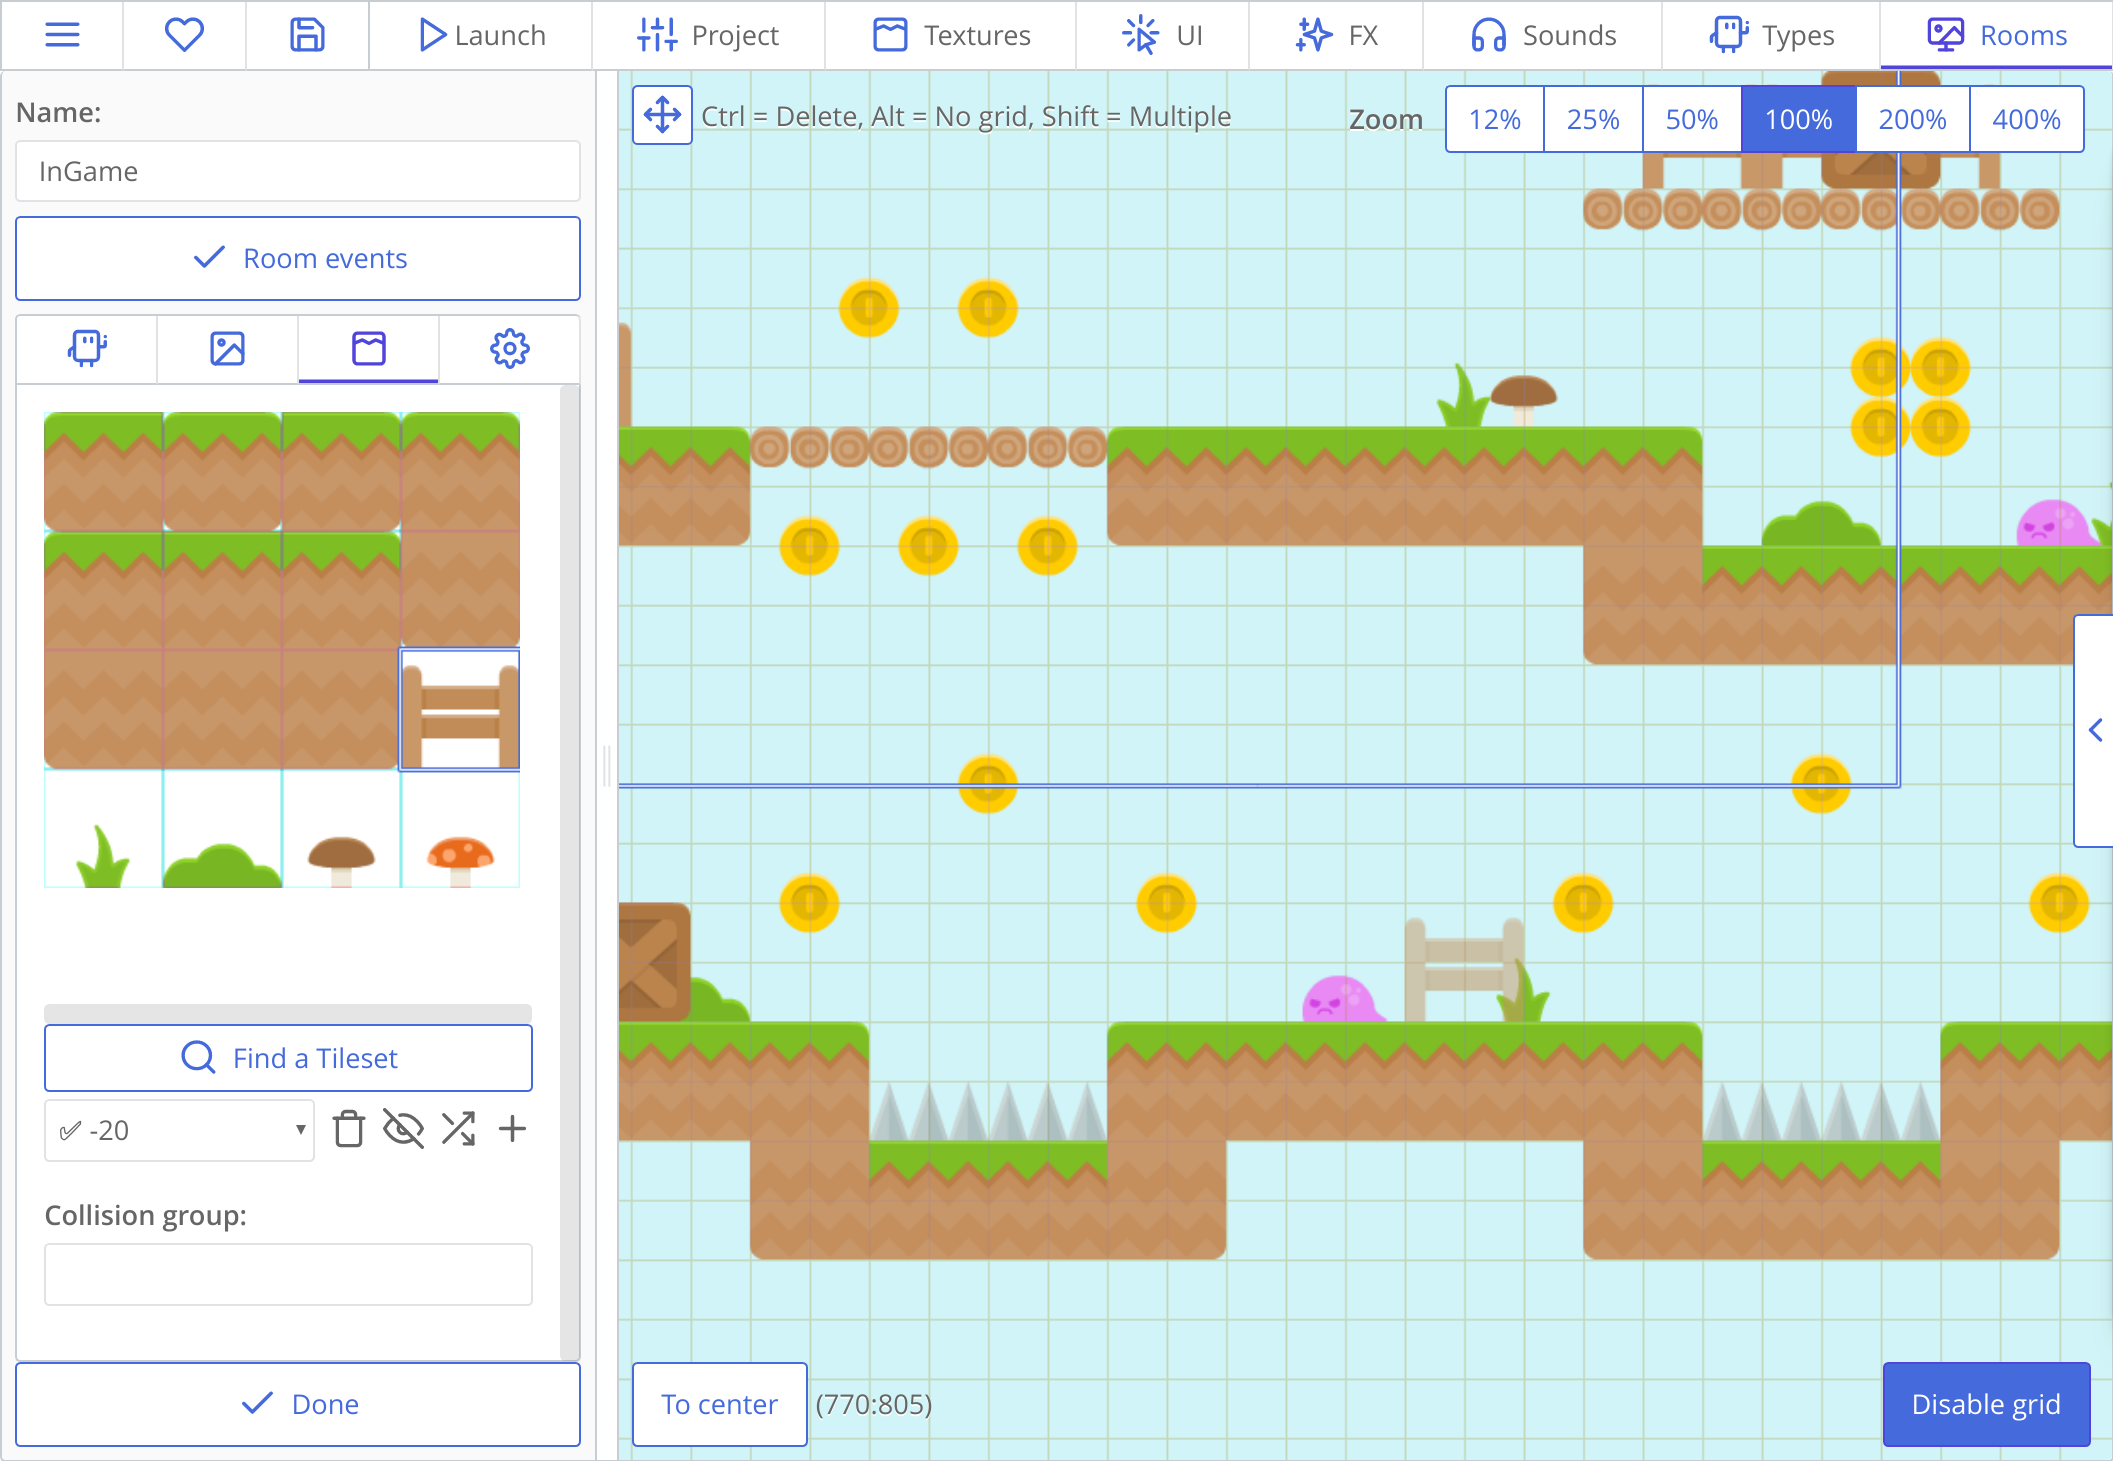 Launch
Project
Textures
UI
FX
Sounds
Types
Rooms
Name:
InGame
Room events
Find a Tileset
✅ -20
Collision group:
Done
Ctrl = Delete, Alt = No grid, Shift = Multiple
Zoom
12%
25%
50%
100%
200%
400%
To center
(770:805)
Disable grid